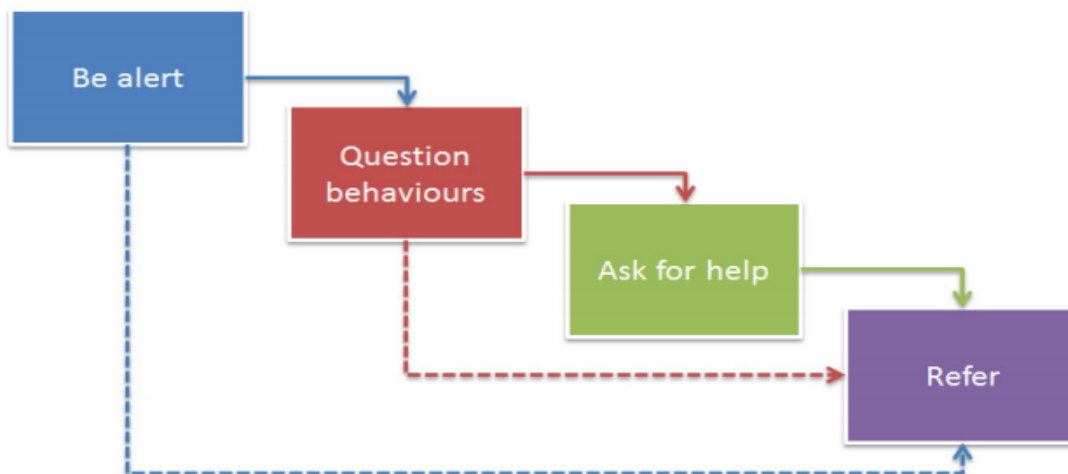 Be alert
Question
behaviours
Ask for help
Refer